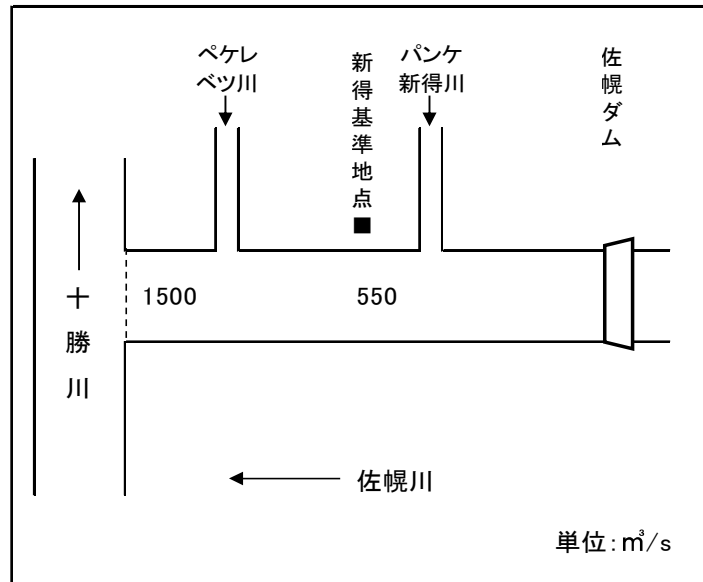 ペケレ
ベツ川
新得基準地点
パンケ
新得川
佐幌ダム
■
1500
550
十勝川
佐幌川
単位:㎥/s